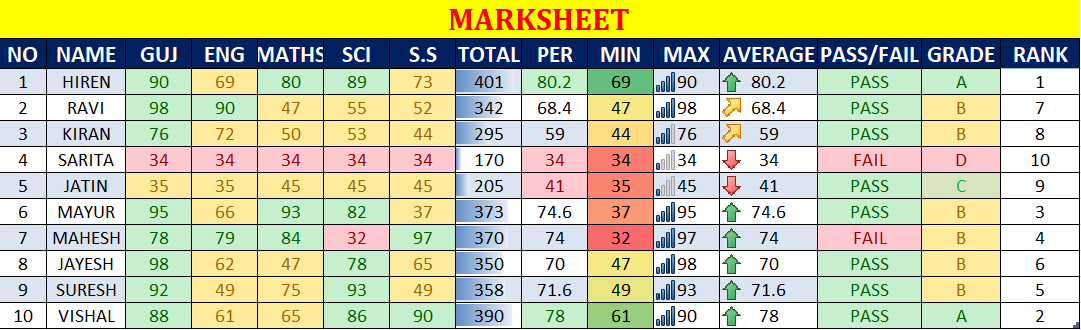 MARKSHEET
NO NAME GUJ ENG MATHS SCI S.S TOTAL PER MIN MAX AVERAGE PASS/FAIL GRADE RANK
1 HIREN 90 69 80 89 73 401 80.2 69 90 80.2 PASS A 1
2 RAVI 98 90 47 55 52 342 68.4 47 98 68.4 PASS B 7
3 KIRAN 76 72 50 53 44 295 59 44 76 59 PASS B 8
4 SARITA 34 34 34 34 34 170 34 34 34 34 FAIL D 10
5 JATIN 35 35 45 45 45 205 41 35 45 41 PASS C 9
6 MAYUR 95 66 93 82 37 373 74.6 37 95 74.6 PASS B 3
7 MAHESH 78 79 84 32 97 370 74 32 97 74 FAIL B 4
8 JAYESH 98 62 47 78 65 350 70 47 98 70 PASS B 6
9 SURESH 92 49 75 93 49 358 71.6 49 93 71.6 PASS B 5
10 VISHAL 88 61 65 86 90 390 78 61 90 78 PASS A 2